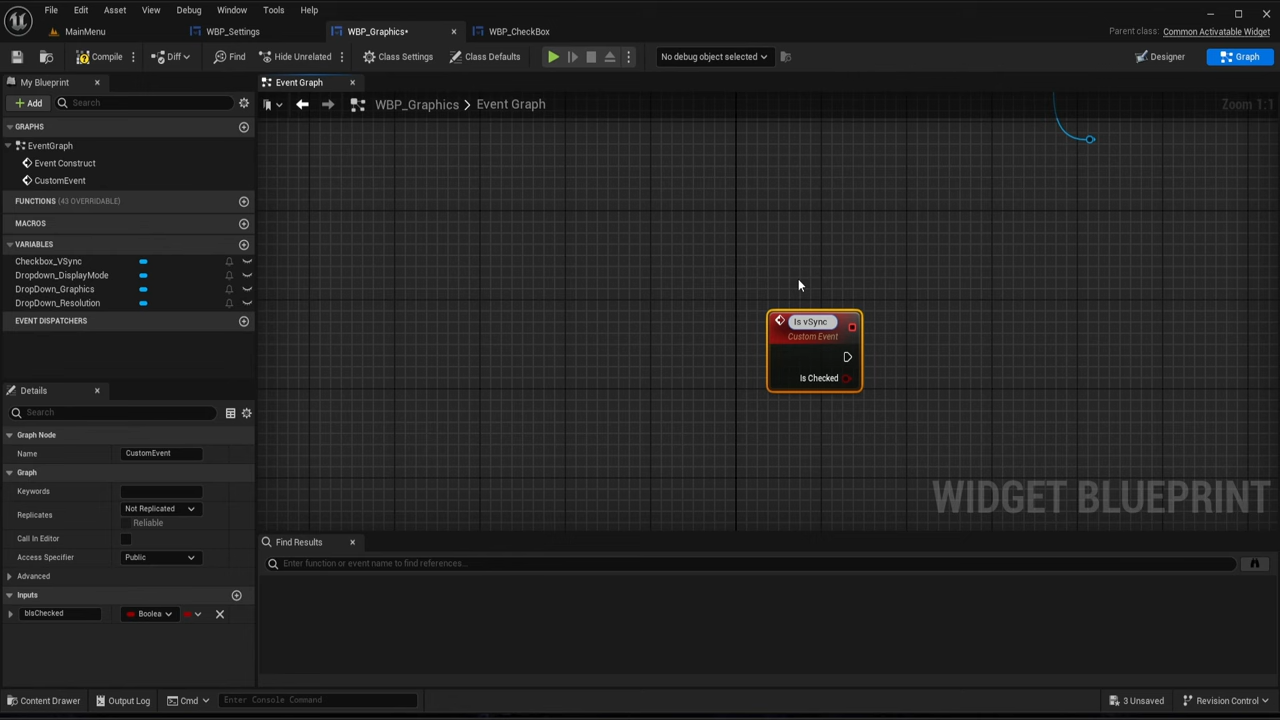 File Edit Asset View Debug Window Tools Help
MainMenu WBP_Settings WBP_Graphics• WBP_CheckBox
Parent class: Common Activatable Widget
Compile Diff Find Hide Unrelated Class Settings Class Defaults No debug object selected Designer Graph
My Blueprint Event Graph
Add Search WBP_Graphics > Event Graph Zoom 1:1
GRAPHS
EventGraph
Event Construct
CustomEvent
FUNCTIONS (43 OVERRIDABLE)
MACROS
VARIABLES
Checkbox_VSync
Dropdown_DisplayMode
DropDown_Graphics
DropDown_Resolution
EVENT DISPATCHERS
Is vSync
Custom Event
Is Checked
WIDGET BLUEPRINT
Details
Search
Graph Node
Name CustomEvent
Graph
Keywords
Replicates Not Replicated
Reliable
Call In Editor
Access Specifier Public
Advanced
Inputs
bIsChecked Boolea
Find Results
Enter function or event name to find references...
Content Drawer Output Log Cmd Enter Console Command 3 Unsaved Revision Control